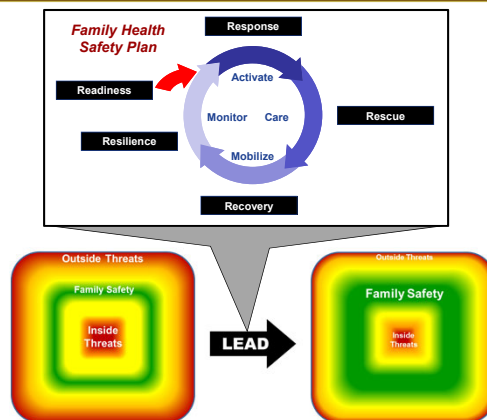 Family Health
Safety Plan
Response
Readiness
Activate
Monitor
Care
Rescue
Resilience
Mobilize
Recovery
Outside Threats
Family Safety
Inside
Threats
LEAD
Outside Threats
Family Safety
Inside
Threats